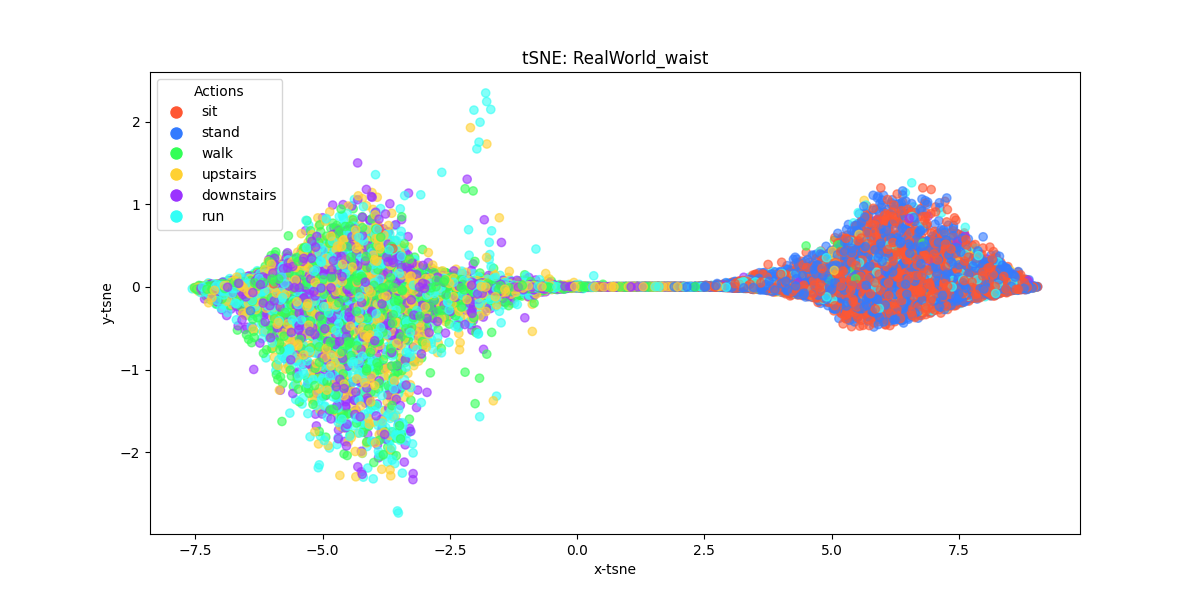 tSNE: RealWorld_waist
Actions
sit
stand
walk
upstairs
downstairs
run
2
1
0
−1
−2
y-tsne
−7.5 −5.0 −2.5 0.0 2.5 5.0 7.5
x-tsne